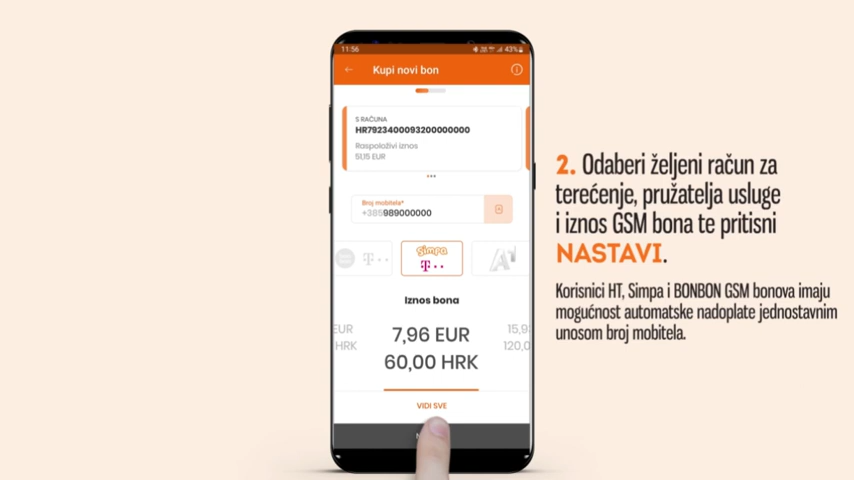 11:56
43%
Kupi novi bon
S RAČUNA
HR7923400093200000000
Raspoloživi iznos
51,15 EUR
Broj mobitela*
+385989000000
Simpa
T
A1
Iznos bona
EUR
7,96 EUR
15,9
HRK
60,00 HRK
120,0
VIDI SVE
2. Odaberi željeni račun za
terećenje, pružatelja usluge
i iznos GSM bona te pritisni
NASTAVI.
Korisnici HT, Simpa i BONBON GSM bonova imaju
mogućnost automatske nadoplate jednostavnim
unosom broj mobitela.